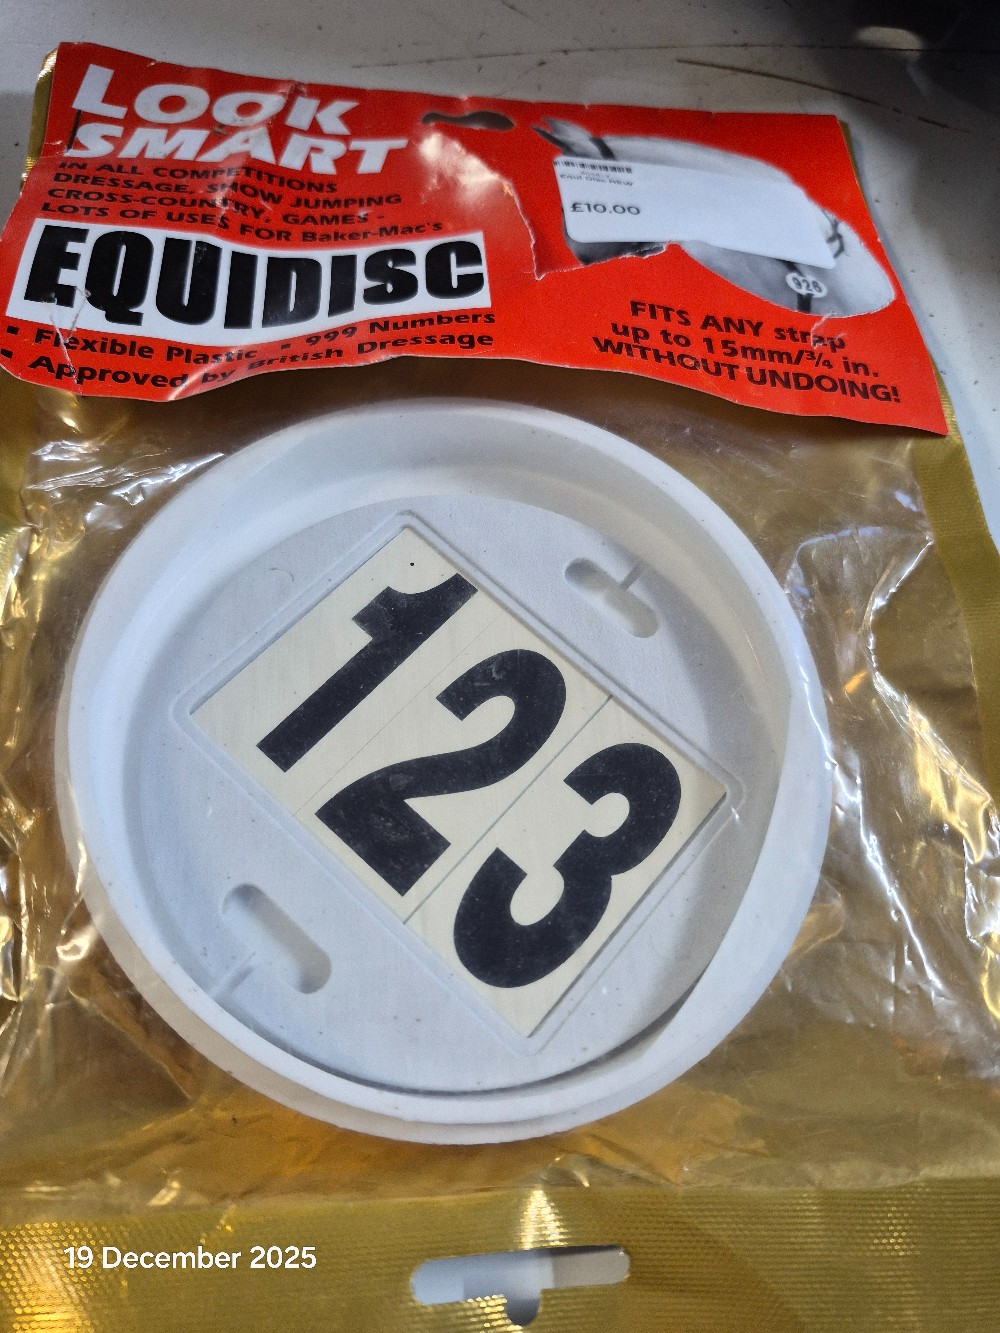 LOOK
SMART
IN ALL COMPETITIONS
DRESSAGE, SHOW JUMPING
CROSS-COUNTRY, GAMES -
LOTS OF USES FOR Baker-Mac's
EQUIDISC
▪ Flexible Plastic ▪ 999 Numbers
▪ Approved by British Dressage
£10.00
928
FITS ANY strap
up to 15mm/¾ in.
WITHOUT UNDOING!
123
19 December 2025